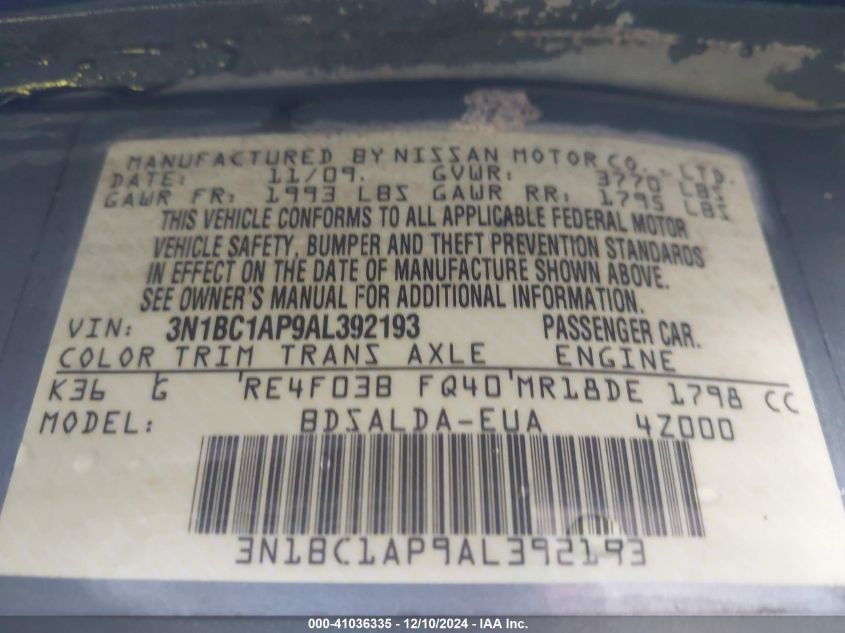 MANUFACTURED BY NISSAN MOTOR CO., LTD.
DATE: 11/09. GVWR: 3770 LBS
GAWR FR: 1993 LBS GAWR RR: 1795 LBS
THIS VEHICLE CONFORMS TO ALL APPLICABLE FEDERAL MOTOR
VEHICLE SAFETY, BUMPER AND THEFT PREVENTION STANDARDS
IN EFFECT ON THE DATE OF MANUFACTURE SHOWN ABOVE.
SEE OWNER'S MANUAL FOR ADDITIONAL INFORMATION.
VIN: 3N1BC1AP9AL392193 PASSENGER CAR.
COLOR TRIM TRANS AXLE ENGINE
K36 G RE4F03B FQ40 MR18DE 1798 CC
MODEL: BDSALDA-EUA 4Z000
3N1BC1AP9AL392193
000-41036335 - 12/10/2024 - IAA Inc.